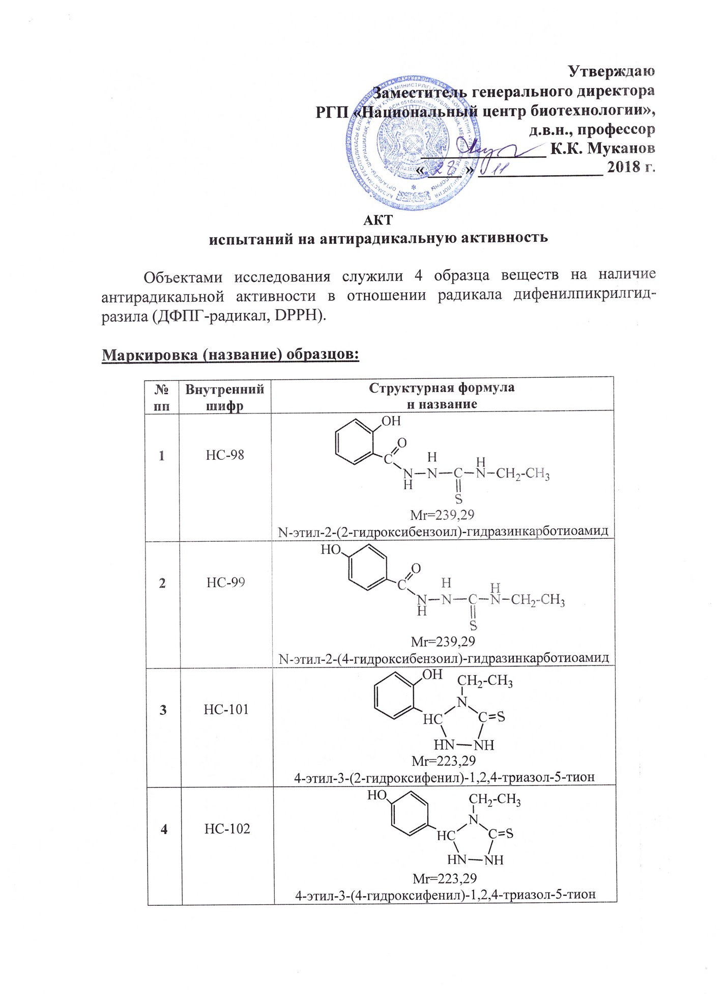 Утверждаю
Заместитель генерального директора
РГП «Национальный центр биотехнологии»,
д.в.н., профессор
К.К. Муканов
« 28 » 11 2018 г.
АКТ
испытаний на антирадикальную активность
Объектами исследования служили 4 образца веществ на наличие
антирадикальной активности в отношении радикала дифенилпикрилгид-
разила (ДФПГ-радикал, DPPH).
Маркировка (название) образцов:
№ пп Внутренний шифр Структурная формула
н название
1 НС-98
OH
O
C
H H
N–N–C–N–CH2-CH3
H
S
Mr=239,29
N-этил-2-(2-гидроксибензоил)-гидразинкарботиоамид
2 НС-99
HO
O
C
H H
N–N–C–N–CH2-CH3
H
S
Mr=239,29
N-этил-2-(4-гидроксибензоил)-гидразинкарботиоамид
3 НС-101
OH CH2-CH3
N
HC C=S
HN–NH
Mr=223,29
4-этил-3-(2-гидроксифенил)-1,2,4-триазол-5-тион
4 НС-102
HO CH2-CH3
N
HC C=S
HN–NH
Mr=223,29
4-этил-3-(4-гидроксифенил)-1,2,4-триазол-5-тион